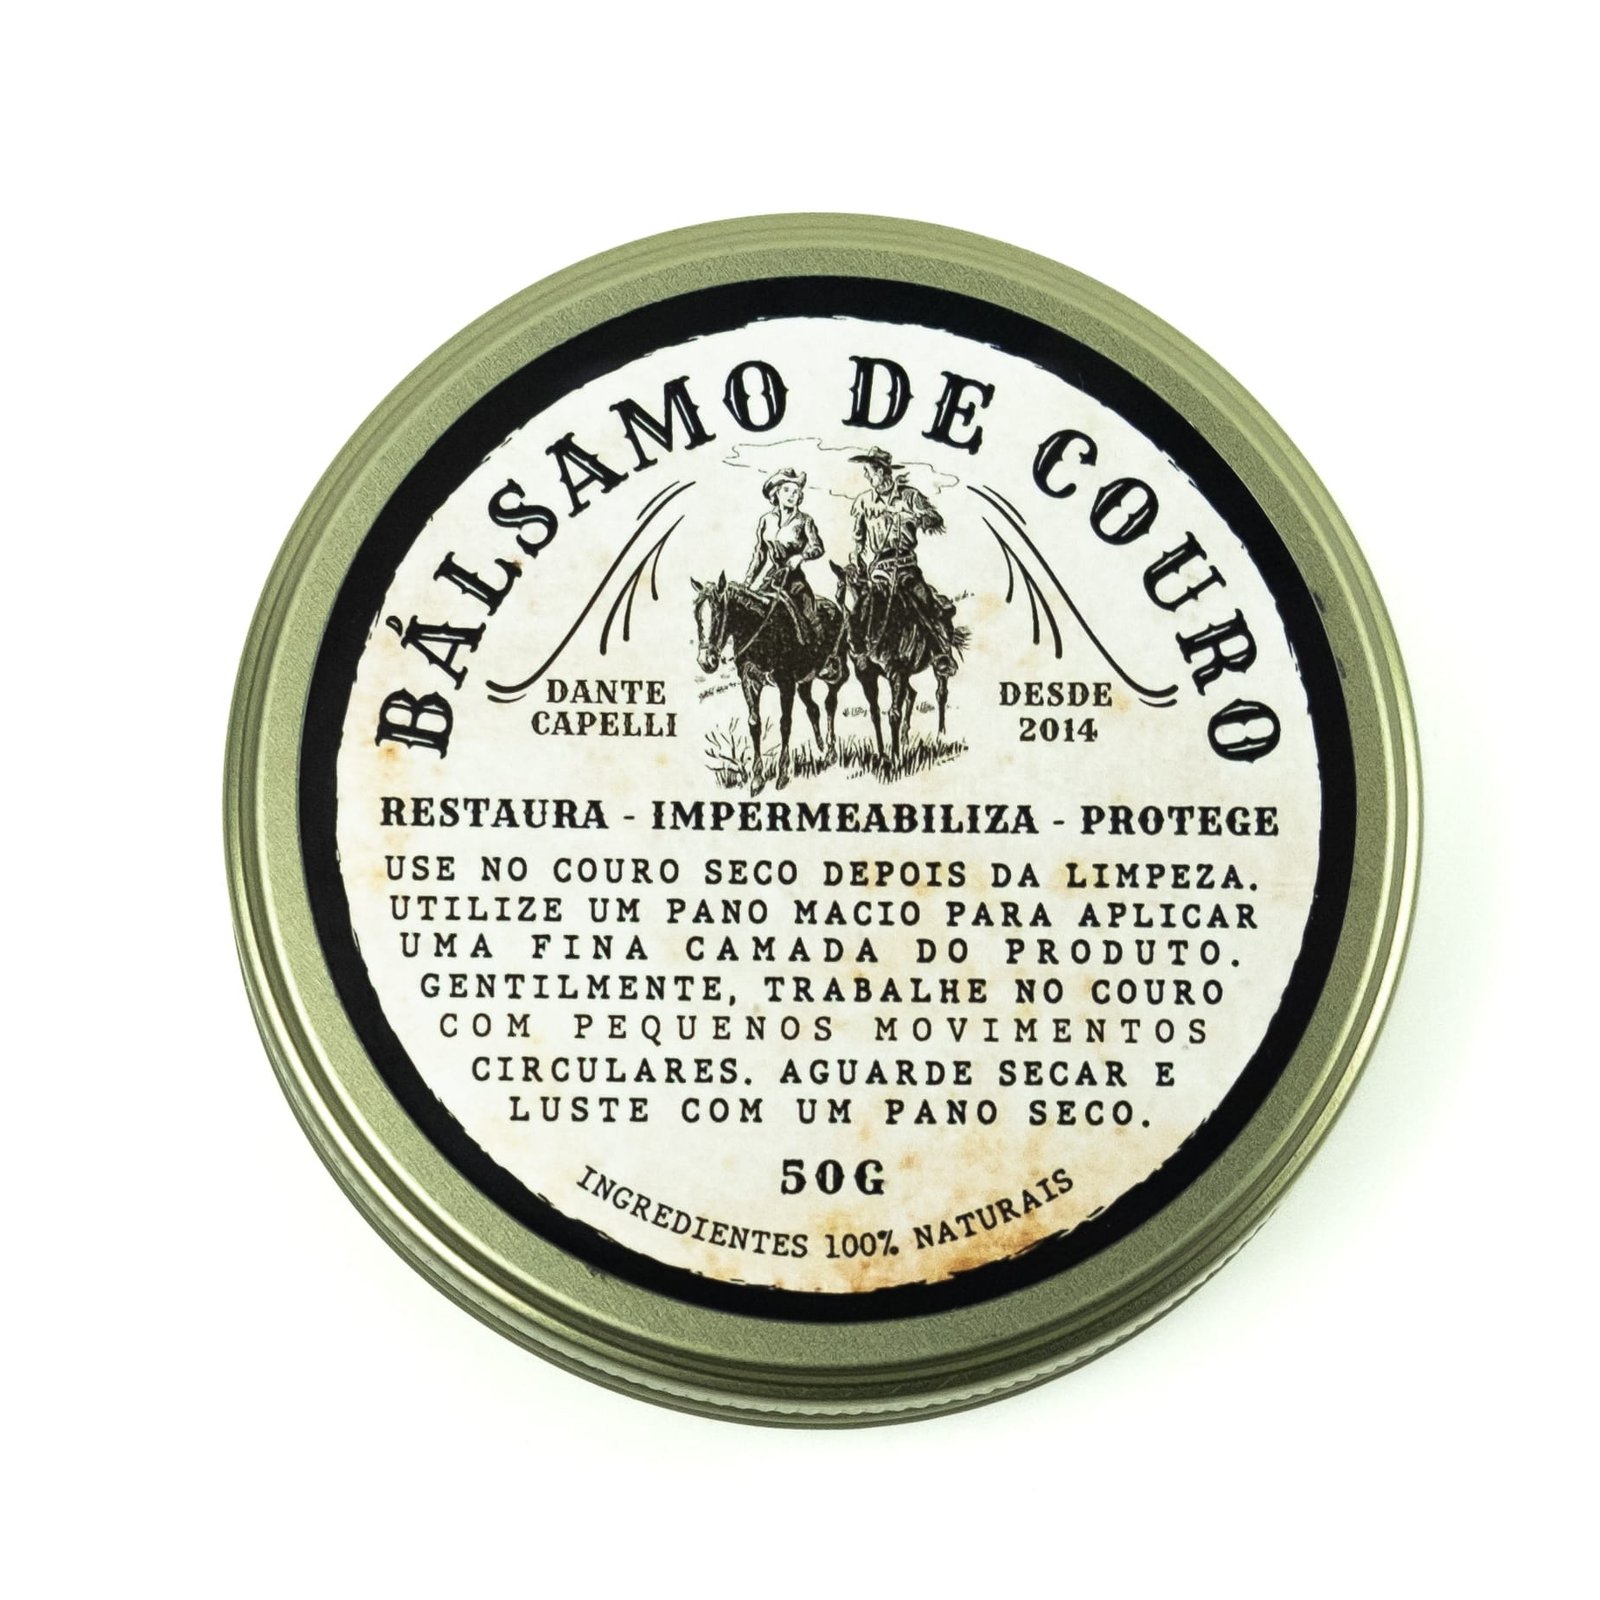 BÁLSAMO DE COURO
DANTE
CAPELLI
DESDE
2014
RESTAURA - IMPERMEABILIZA - PROTEGE
USE NO COURO SECO DEPOIS DA LIMPEZA.
UTILIZE UM PANO MACIO PARA APLICAR
UMA FINA CAMADA DO PRODUTO.
GENTILMENTE, TRABALHE NO COURO
COM PEQUENOS MOVIMENTOS
CIRCULARES. AGUARDE SECAR E
LUSTE COM UM PANO SECO.
50G
INGREDIENTES 100% NATURAIS